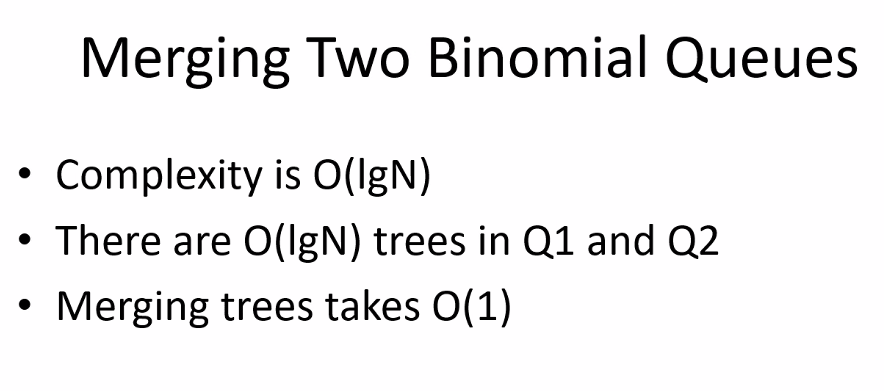 Merging Two Binomial Queues
• Complexity is O(lgN)
• There are O(lgN) trees in Q1 and Q2
• Merging trees takes O(1)